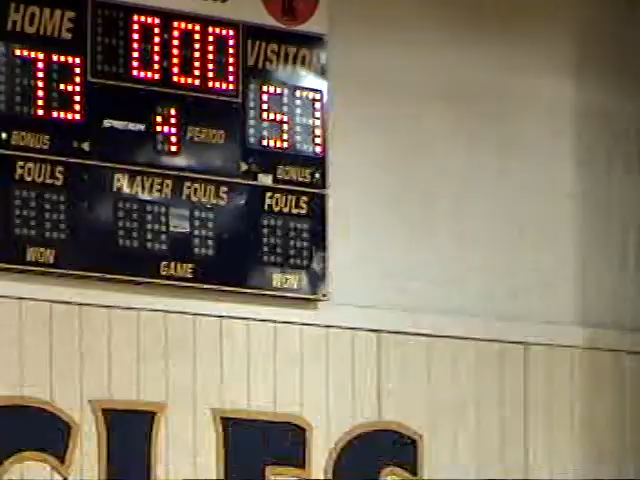 HOME
0:00
VISITOR
73
57
4
PERIOD
BONUS
BONUS
FOULS
PLAYER FOULS
FOULS
WON
GAME
WON